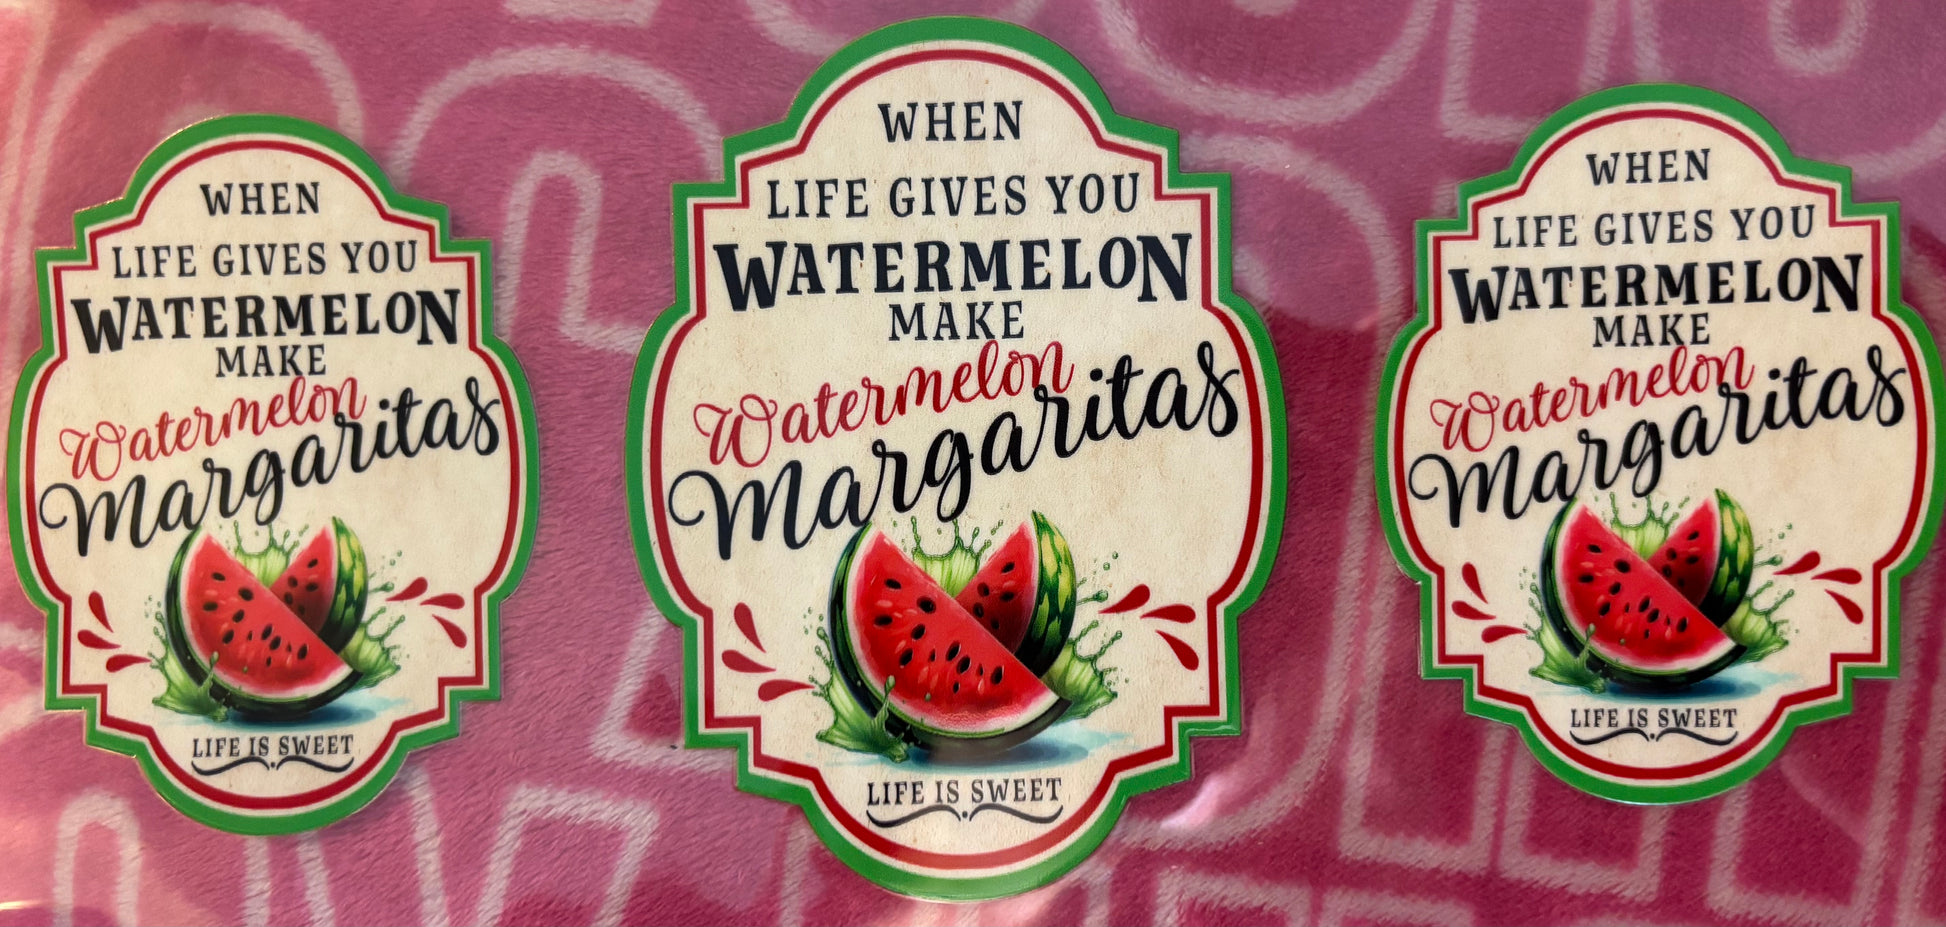 WHEN
LIFE GIVES YOU
WATERMELON
MAKE
Watermelon
Margaritas
LIFE IS SWEET
WHEN
LIFE GIVES YOU
WATERMELON
MAKE
Watermelon
Margaritas
LIFE IS SWEET
WHEN
LIFE GIVES YOU
WATERMELON
MAKE
Watermelon
Margaritas
LIFE IS SWEET